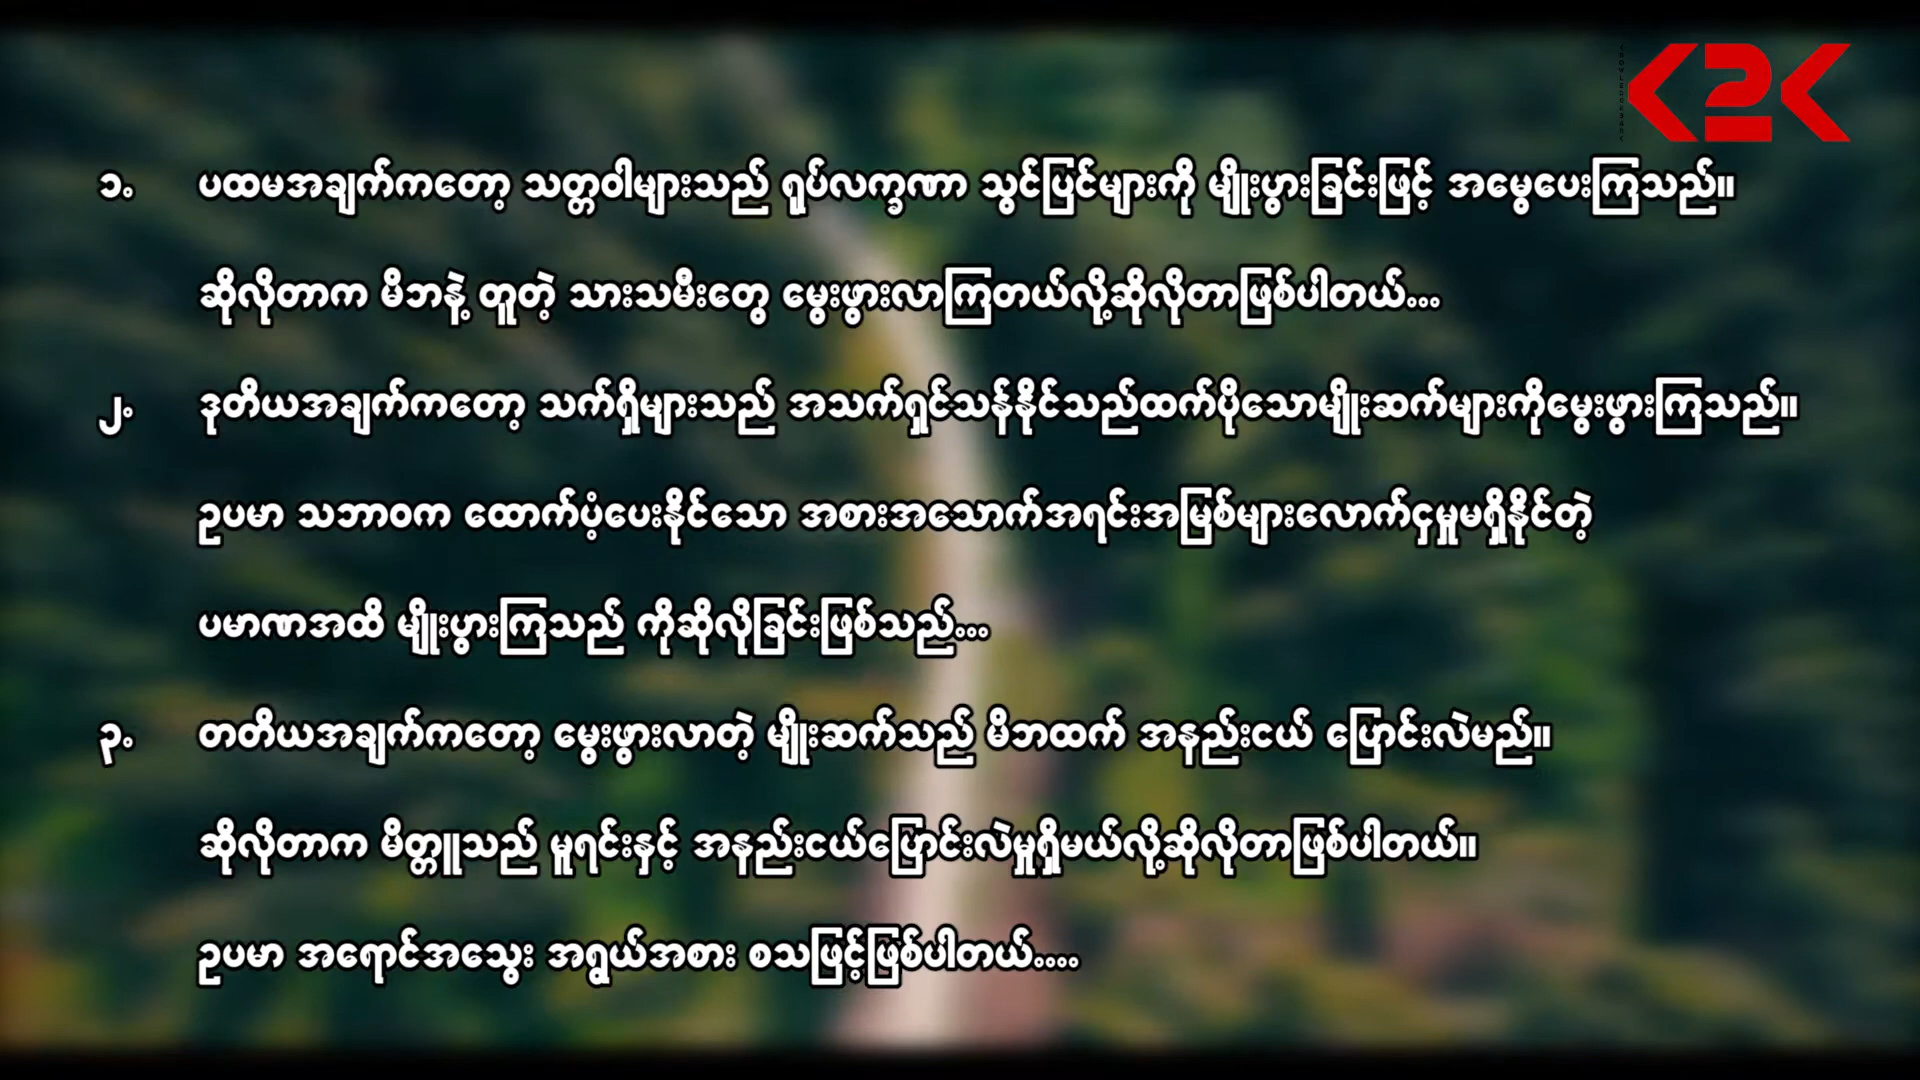 K2K
၁. ပထမအချက်ကတော့ သတ္တဝါများသည် ရုပ်လက္ခဏာ သွင်ပြင်များကို မျိုးပွားခြင်းဖြင့် အမွေပေးကြသည်။
ဆိုလိုတာက မိဘနဲ့ တူတဲ့ သားသမီးတွေ မွေးဖွားလာကြတယ်လို့ဆိုလိုတာဖြစ်ပါတယ်...
၂. ဒုတိယအချက်ကတော့ သက်ရှိများသည် အသက်ရှင်သန်နိုင်သည်ထက်ပိုသောမျိုးဆက်များကိုမွေးဖွားကြသည်။
ဥပမာ သဘာဝက ထောက်ပံ့ပေးနိုင်သော အစားအသောက်အရင်းအမြစ်များလောက်ငှမှုမရှိနိုင်တဲ့
ပမာဏအထိ မျိုးပွားကြသည် ကိုဆိုလိုခြင်းဖြစ်သည်...
၃. တတိယအချက်ကတော့ မွေးဖွားလာတဲ့ မျိုးဆက်သည် မိဘထက် အနည်းငယ် ပြောင်းလဲမည်။
ဆိုလိုတာက မိတ္တူသည် မူရင်းနှင့် အနည်းငယ်ပြောင်းလဲမှုရှိမယ်လို့ဆိုလိုတာဖြစ်ပါတယ်။
ဥပမာ အရောင်အသွေး အရွယ်အစား စသဖြင့်ဖြစ်ပါတယ်....